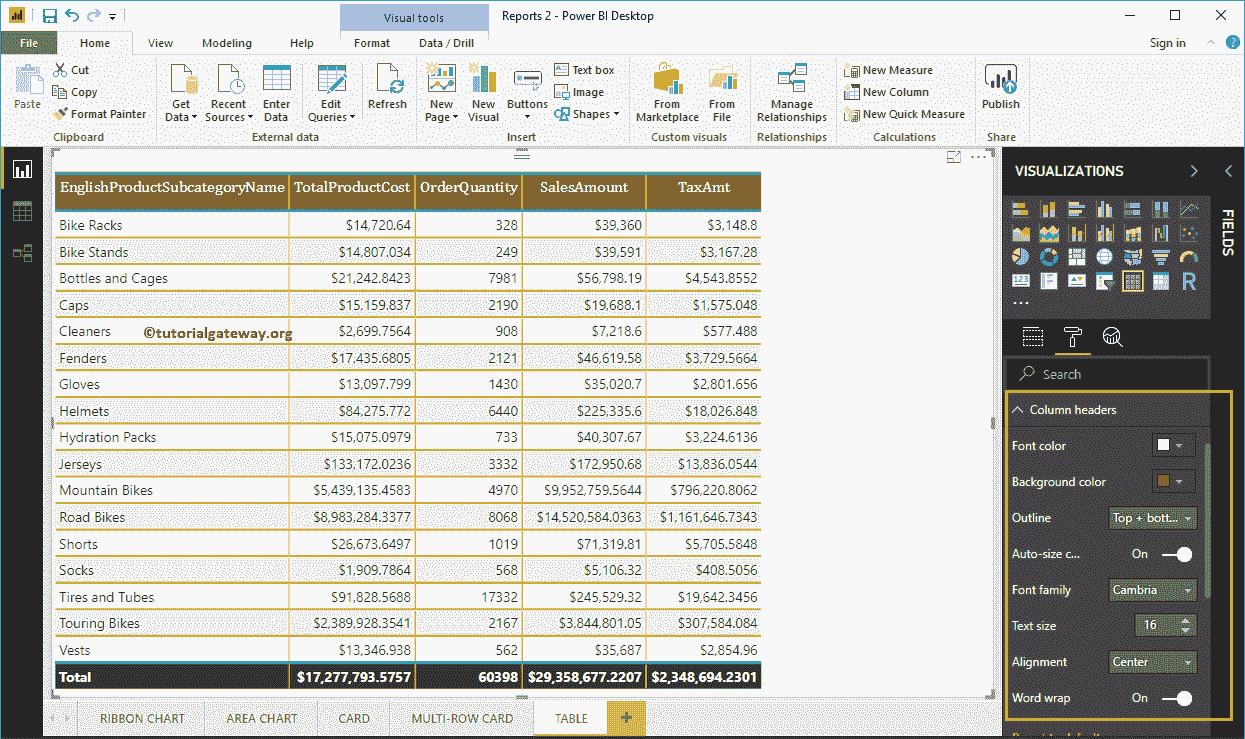 Visual tools
Reports 2 - Power BI Desktop
File Home View Modeling Help Format Data / Drill Sign in ?
Paste
Cut
Copy
Format Painter
Clipboard
Get Data
Recent Sources
Enter Data
Edit Queries
External data
Refresh
New Page
New Visual
Buttons
Text box
Image
Shapes
Insert
From Marketplace
From File
Custom visuals
Manage Relationships
Relationships
New Measure
New Column
New Quick Measure
Calculations
Publish
Share
EnglishProductSubcategoryName TotalProductCost OrderQuantity SalesAmount TaxAmt
Bike Racks $14,720.64 328 $39,360 $3,148.8
Bike Stands $14,807.034 249 $39,591 $3,167.28
Bottles and Cages $21,242.8423 7981 $56,798.19 $4,543.8552
Caps $15,159.837 2190 $19,688.1 $1,575.048
Cleaners $2,699.7564 908 $7,218.6 $577.488
©tutorialgateway.org
Fenders $17,435.6805 2121 $46,619.58 $3,729.5664
Gloves $13,097.799 1430 $35,020.7 $2,801.656
Helmets $84,275.772 6440 $225,335.6 $18,026.848
Hydration Packs $15,075.0979 733 $40,307.67 $3,224.6136
Jerseys $133,172.0236 3332 $172,950.68 $13,836.0544
Mountain Bikes $5,439,135.4583 4970 $9,952,759.5644 $796,220.8062
Road Bikes $8,983,284.3377 8068 $14,520,584.0363 $1,161,646.7343
Shorts $26,673.6497 1019 $71,319.81 $5,705.5848
Socks $1,909.7864 568 $5,106.32 $408.5056
Tires and Tubes $91,828.5688 17332 $245,529.32 $19,642.3456
Touring Bikes $2,389,928.3541 2167 $3,844,801.05 $307,584.084
Vests $13,346.938 562 $35,687 $2,854.96
Total $17,277,793.5757 60398 $29,358,677.2207 $2,348,694.2301
RIBBON CHART AREA CHART CARD MULTI-ROW CARD TABLE +
VISUALIZATIONS
FIELDS
123
R
Search
Column headers
Font color
Background color
Outline Top + bott...
Auto-size c... On
Font family Cambria
Text size 16
Alignment Center
Word wrap On